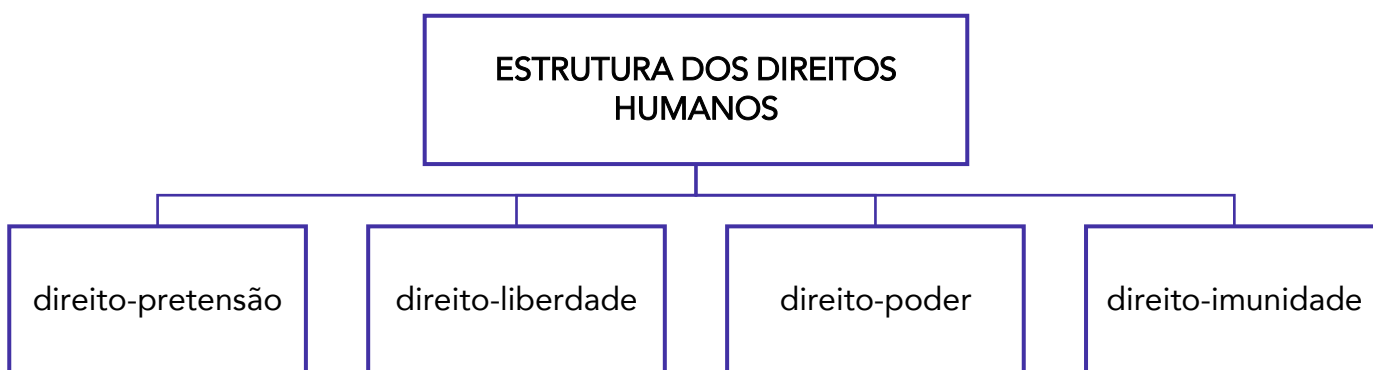 ESTRUTURA DOS DIREITOS
HUMANOS
direito-pretensão
direito-liberdade
direito-poder
direito-imunidade